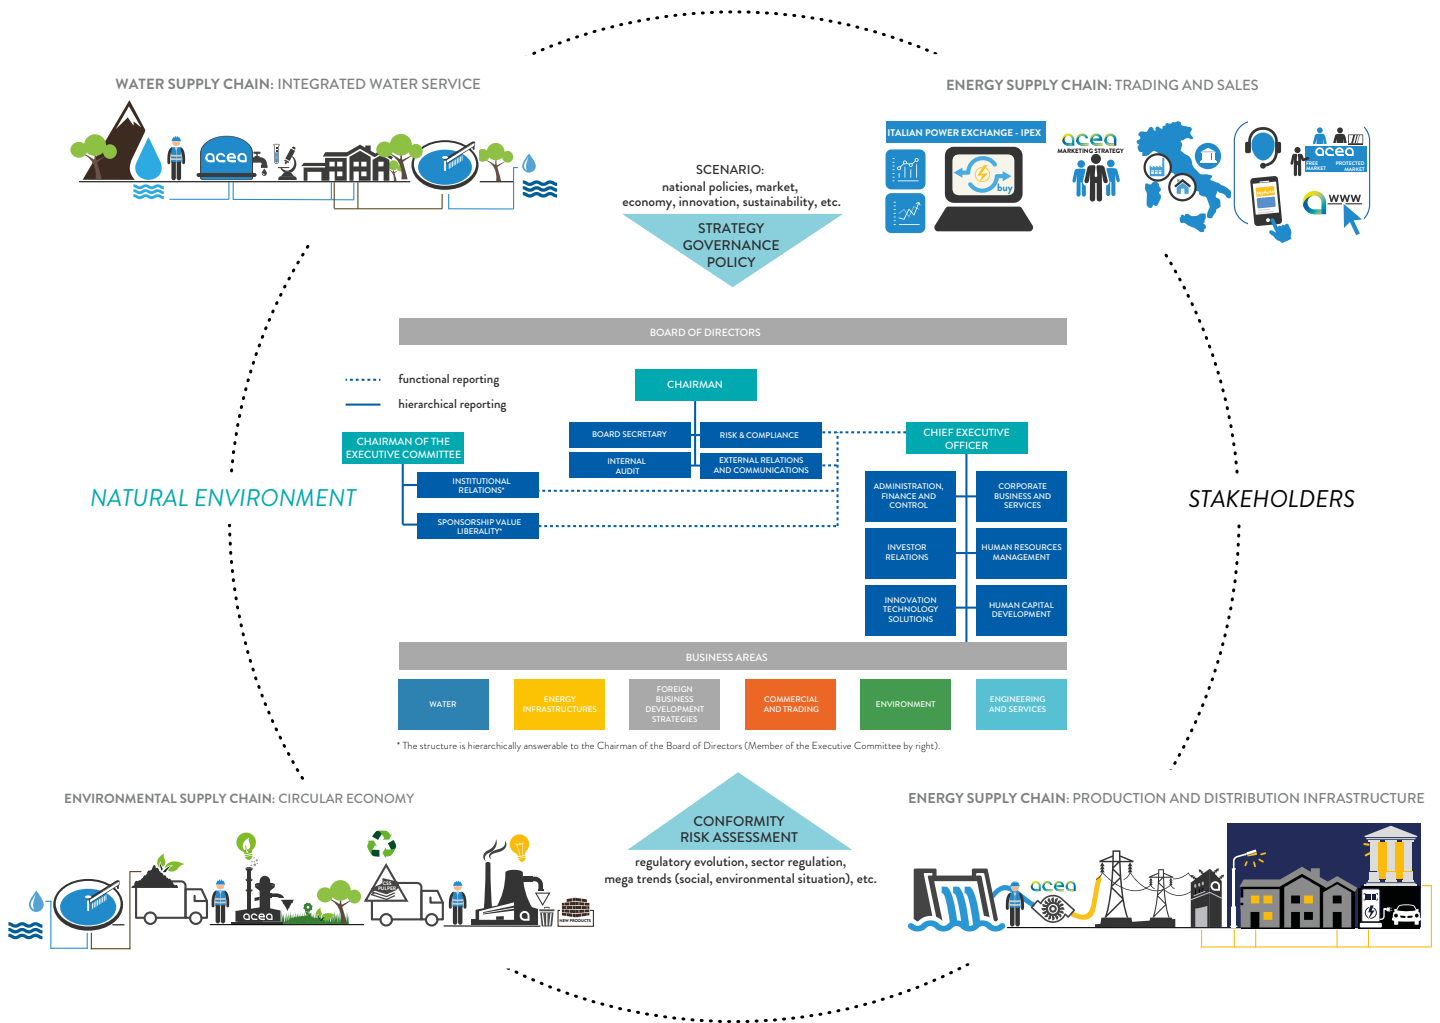 WATER SUPPLY CHAIN: INTEGRATED WATER SERVICE
acea
ENERGY SUPPLY CHAIN: TRADING AND SALES
ITALIAN POWER EXCHANGE - IPEX
buy
acea
MARKETING STRATEGY
acea
FREE
MARKET
PROTECTED
MARKET
www
SCENARIO:
national policies, market,
economy, innovation, sustainability, etc.
STRATEGY
GOVERNANCE
POLICY
BOARD OF DIRECTORS
functional reporting
hierarchical reporting
CHAIRMAN
BOARD SECRETARY
RISK & COMPLIANCE
INTERNAL
AUDIT
EXTERNAL RELATIONS
AND COMMUNICATIONS
CHAIRMAN OF THE
EXECUTIVE COMMITTEE
INSTITUTIONAL
RELATIONS*
SPONSORSHIP VALUE
LIBERALITY*
CHIEF EXECUTIVE
OFFICER
ADMINISTRATION,
FINANCE AND
CONTROL
CORPORATE
BUSINESS AND
SERVICES
INVESTOR
RELATIONS
HUMAN RESOURCES
MANAGEMENT
INNOVATION
TECHNOLOGY
SOLUTIONS
HUMAN CAPITAL
DEVELOPMENT
NATURAL ENVIRONMENT
STAKEHOLDERS
BUSINESS AREAS
WATER
ENERGY
INFRASTRUCTURES
FOREIGN
BUSINESS
DEVELOPMENT
STRATEGIES
COMMERCIAL
AND TRADING
ENVIRONMENT
ENGINEERING
AND SERVICES
* The structure is hierarchically answerable to the Chairman of the Board of Directors (Member of the Executive Committee by right).
CONFORMITY
RISK ASSESSMENT
regulatory evolution, sector regulation,
mega trends (social, environmental situation), etc.
ENVIRONMENTAL SUPPLY CHAIN: CIRCULAR ECONOMY
acea
CSS
PULPER
NEW PRODUCTS
ENERGY SUPPLY CHAIN: PRODUCTION AND DISTRIBUTION INFRASTRUCTURE
acea